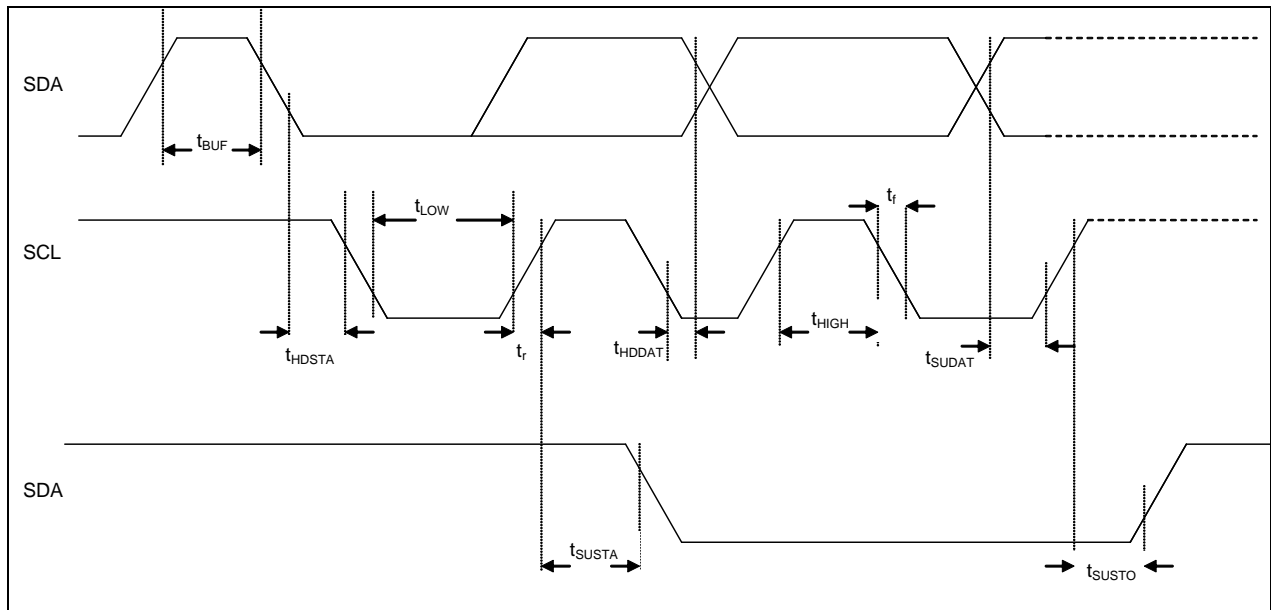 SDA
tBUF
tLOW
tf
SCL
tHDSTA
tr
tHDDAT
tHIGH
tSUDAT
SDA
tSUSTA
tSUSTO